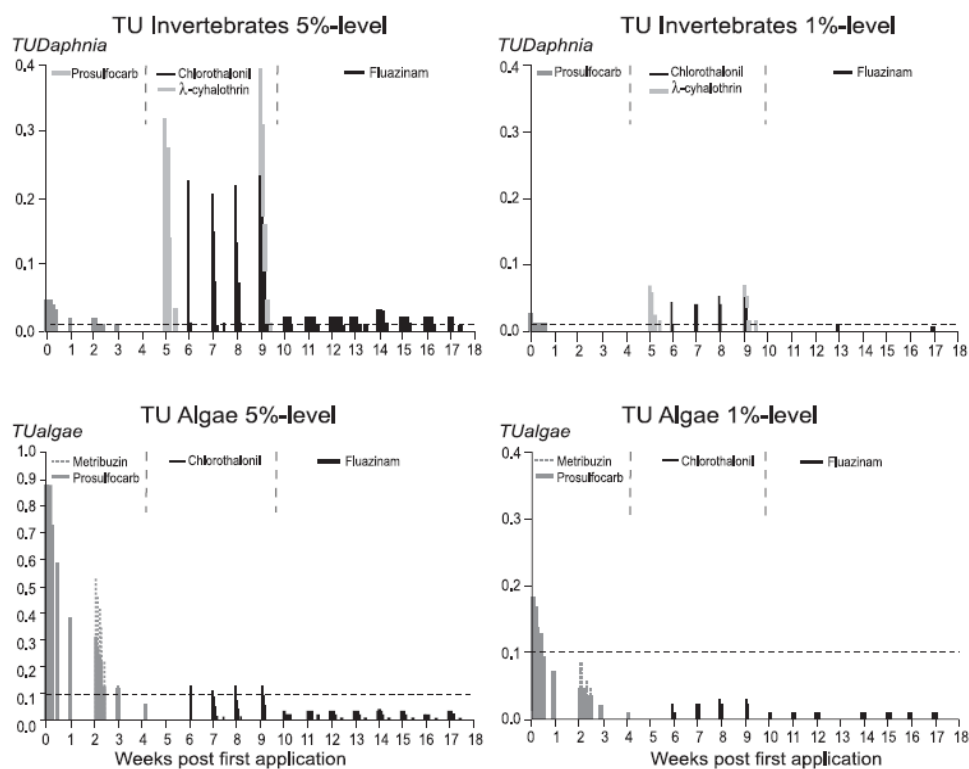 TU Invertebrates 5%-level
TUDaphnia
0.4
0.3
0.2
0.1
0.0
Prosulfocarb
Chlorothalonil
λ-cyhalothrin
Fluazinam
0 1 2 3 4 5 6 7 8 9 10 11 12 13 14 15 16 17 18
TU Invertebrates 1%-level
TUDaphnia
0.4
0.3
0.2
0.1
0.0
Prosulfocarb
Chlorothalonil
λ-cyhalothrin
Fluazinam
0 1 2 3 4 5 6 7 8 9 10 11 12 13 14 15 16 17 18
TU Algae 5%-level
TUalgae
1.0
0.9
0.8
0.7
0.6
0.5
0.4
0.3
0.2
0.1
0.0
Metribuzin
Prosulfocarb
Chlorothalonil
Fluazinam
0 1 2 3 4 5 6 7 8 9 10 11 12 13 14 15 16 17 18
Weeks post first application
TU Algae 1%-level
TUalgae
0.4
0.3
0.2
0.1
0.0
Metribuzin
Prosulfocarb
Chlorothalonil
Fluazinam
0 1 2 3 4 5 6 7 8 9 10 11 12 13 14 15 16 17 18
Weeks post first application